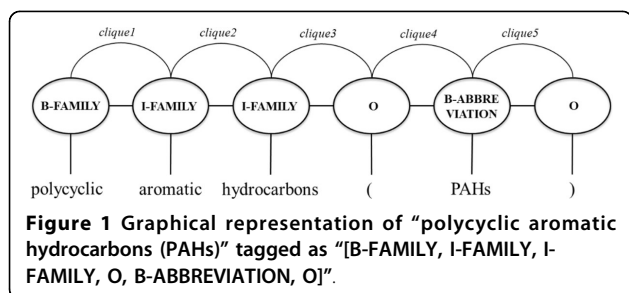 clique1 clique2 clique3 clique4 clique5
B-FAMILY I-FAMILY I-FAMILY O B-ABBRE
VIATION O
polycyclic aromatic hydrocarbons ( PAHs )
Figure 1 Graphical representation of “polycyclic aromatic
hydrocarbons (PAHs)” tagged as “[B-FAMILY, I-FAMILY, I-
FAMILY, O, B-ABBREVIATION, O]”.